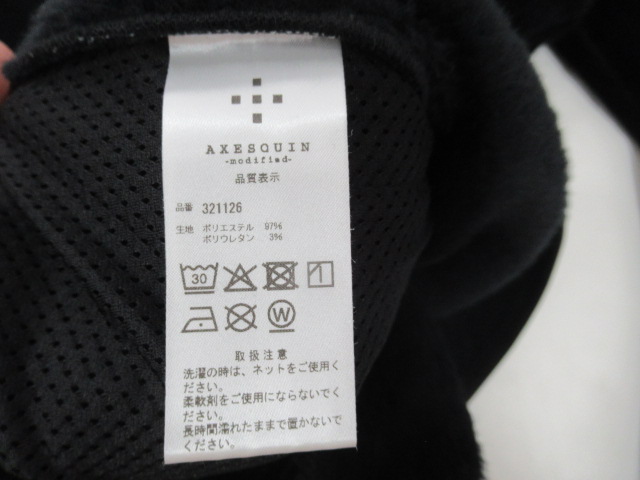 AXESQUIN
-modified-
品質表示
品番 321126
生地 ポリエステル 97%
ポリウレタン 3%
30
W
取扱注意
洗濯の時は、ネットをご使用く
ださい。
柔軟剤をご使用にならないでく
ださい。
長時間濡れたままで置かないで
ください。